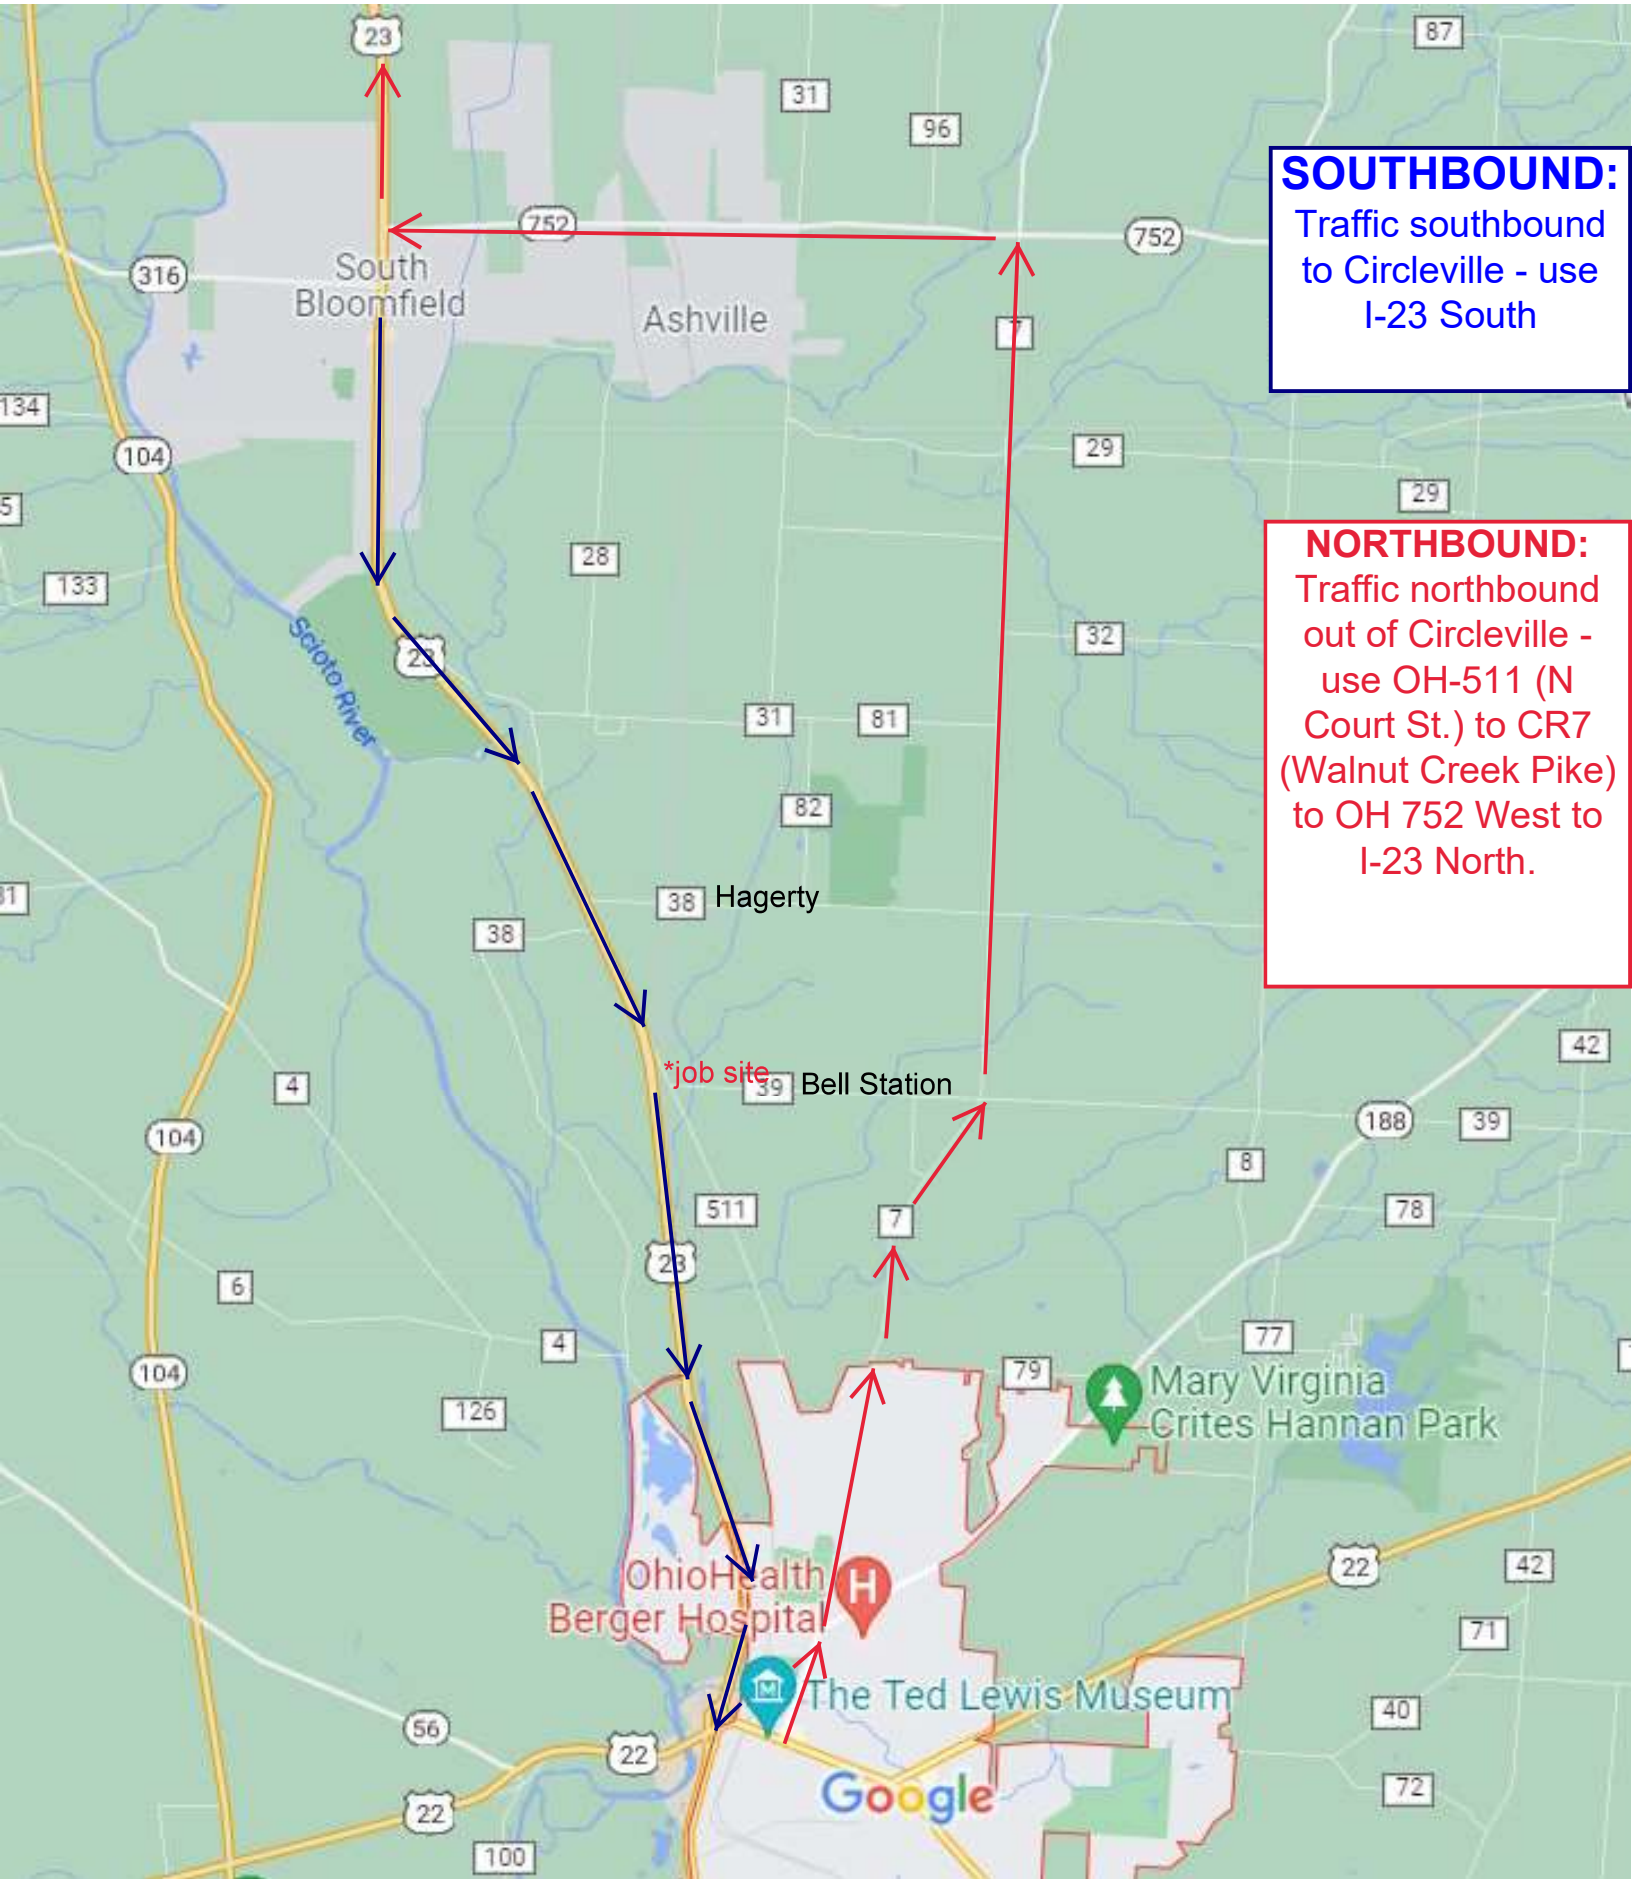 23
87
31
96
SOUTHBOUND:
Traffic southbound
to Circleville - use
I-23 South
752
752
316
South
Bloomfield
Ashville
7
134
104
29
29
5
NORTHBOUND:
Traffic northbound
out of Circleville -
use OH-511 (N
Court St.) to CR7
(Walnut Creek Pike)
to OH 752 West to
I-23 North.
28
133
32
Scioto River
23
31
81
82
31
38
Hagerty
38
42
*job site
39
Bell Station
4
104
188
39
8
511
7
78
23
6
4
77
104
79
Mary Virginia
Crites Hannan Park
126
OhioHealth
Berger Hospital
H
22
42
71
The Ted Lewis Museum
M
40
56
22
Google
72
22
100